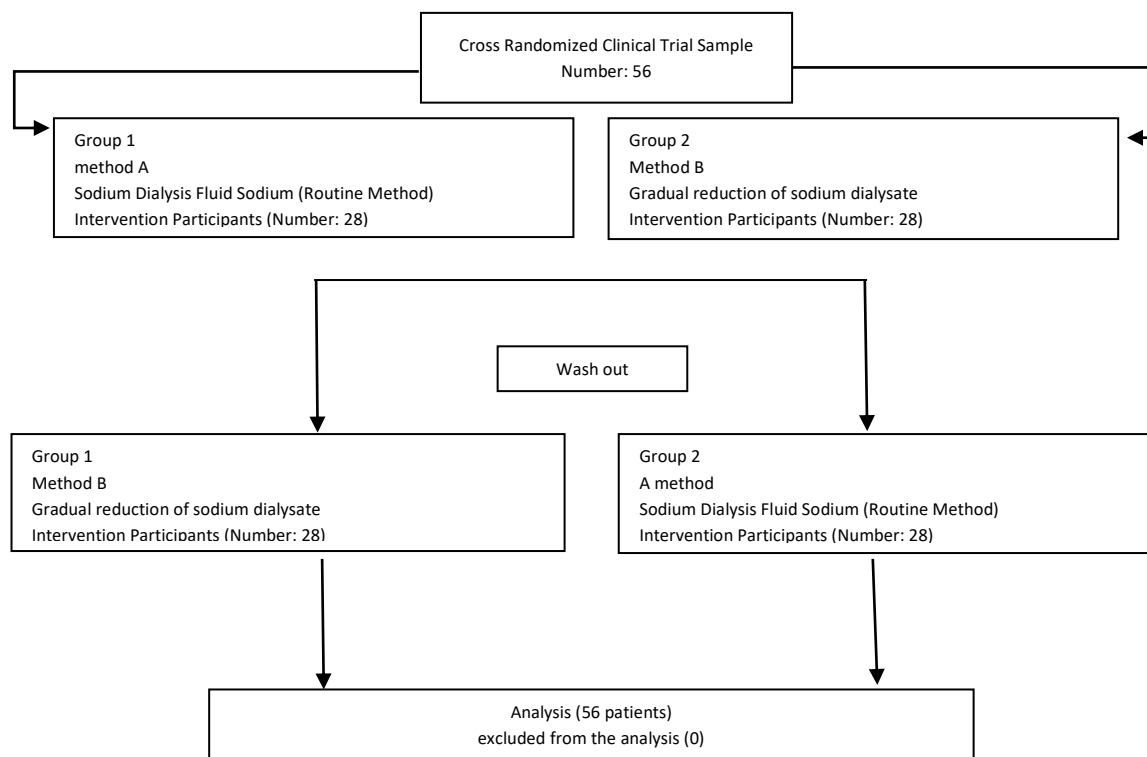 Cross Randomized Clinical Trial Sample
Number: 56
Group 1
method A
Sodium Dialysis Fluid Sodium (Routine Method)
Intervention Participants (Number: 28)
Group 2
Method B
Gradual reduction of sodium dialysate
Intervention Participants (Number: 28)
Wash out
Group 1
Method B
Gradual reduction of sodium dialysate
Intervention Participants (Number: 28)
Group 2
A method
Sodium Dialysis Fluid Sodium (Routine Method)
Intervention Participants (Number: 28)
Analysis (56 patients)
excluded from the analysis (0)